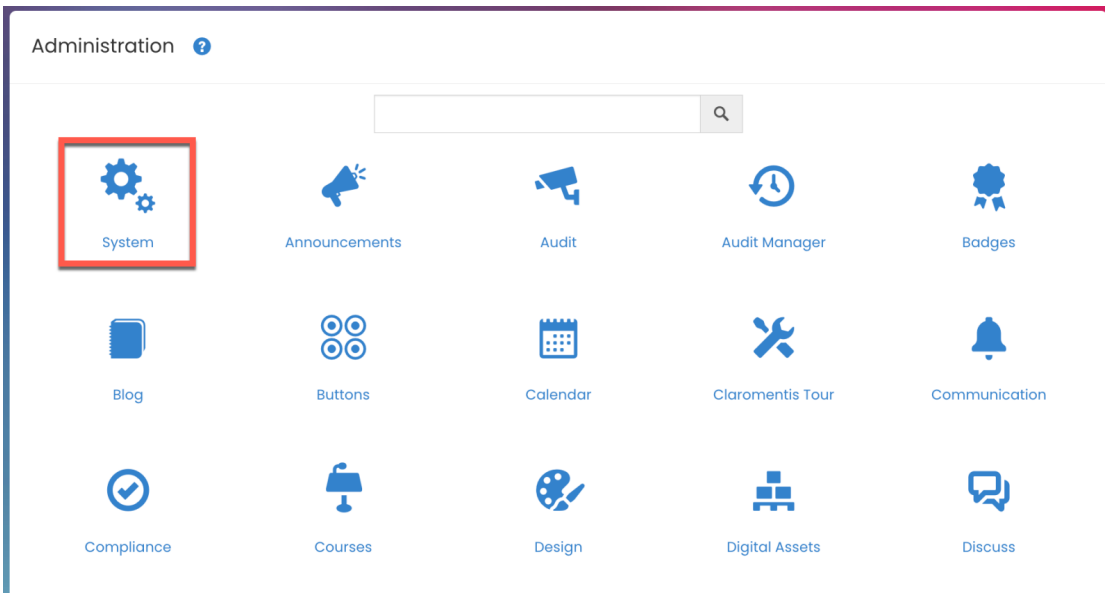 Administration ?
System
Announcements
Audit
Audit Manager
Badges
Blog
Buttons
Calendar
Claromentis Tour
Communication
Compliance
Courses
Design
Digital Assets
Discuss